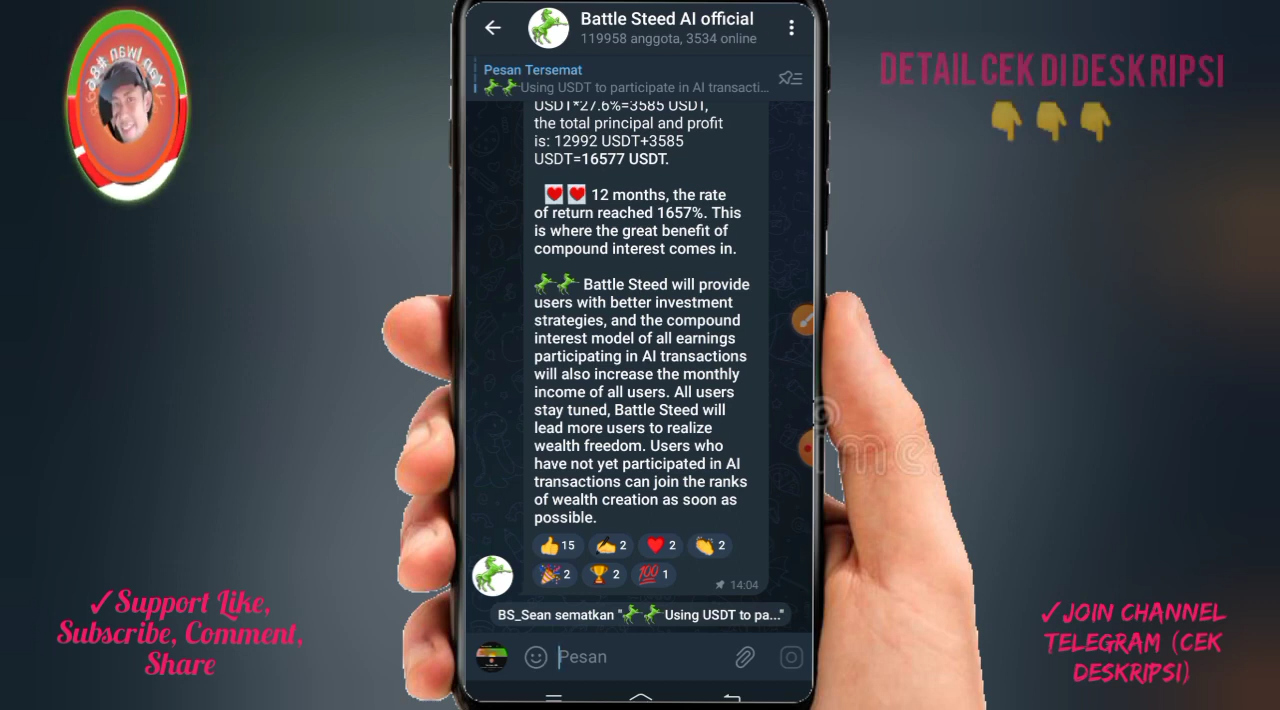 Battle Steed AI official
119958 anggota, 3534 online
Pesan Tersemat
Using USDT to participate in AI transacti...
USDT*27.6%=3585 USDT,
the total principal and profit
is: 12992 USDT+3585
USDT=16577 USDT.
12 months, the rate
of return reached 1657%. This
is where the great benefit of
compound interest comes in.
Battle Steed will provide
users with better investment
strategies, and the compound
interest model of all earnings
participating in AI transactions
will also increase the monthly
income of all users. All users
stay tuned, Battle Steed will
lead more users to realize
wealth freedom. Users who
have not yet participated in AI
transactions can join the ranks
of wealth creation as soon as
possible.
👍 15 ✍ 2 ❤ 2 👏 2
🎉 2 🏆 2 💯 1
14:04
BS_Sean sematkan "🐎🐎 Using USDT to pa..."
Pesan
Yan Iwan #86
DETAIL CEK DI DESKRIPSI
✓Support Like,
Subscribe, Comment,
Share
✓JOIN CHANNEL
TELEGRAM (CEK
DESKRIPSI)